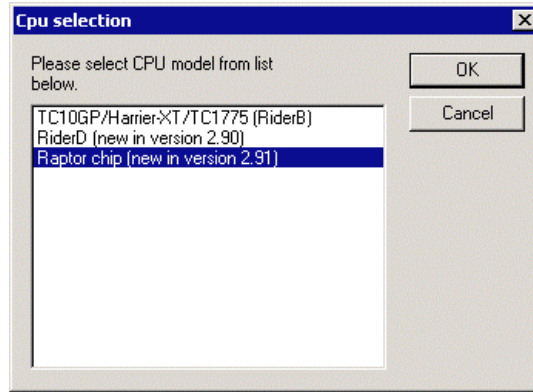 Cpu selection
Please select CPU model from list
below.
OK
Cancel
TC10GP/Harrier-XT/TC1775 (RiderB)
RiderD (new in version 2.90)
Raptor chip (new in version 2.91)